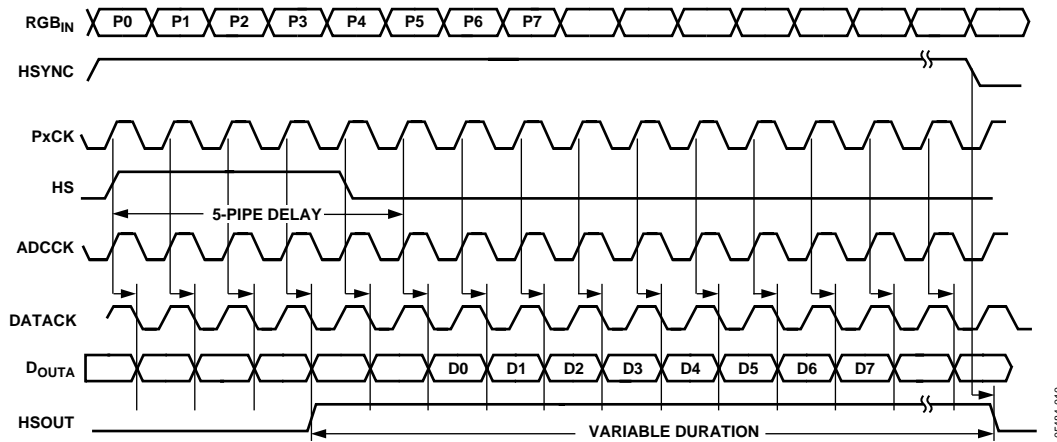 RGBIN P0 P1 P2 P3 P4 P5 P6 P7
HSYNC
PxCK
HS
5-PIPE DELAY
ADCCK
DATACK
DOUTA D0 D1 D2 D3 D4 D5 D6 D7
HSOUT
VARIABLE DURATION